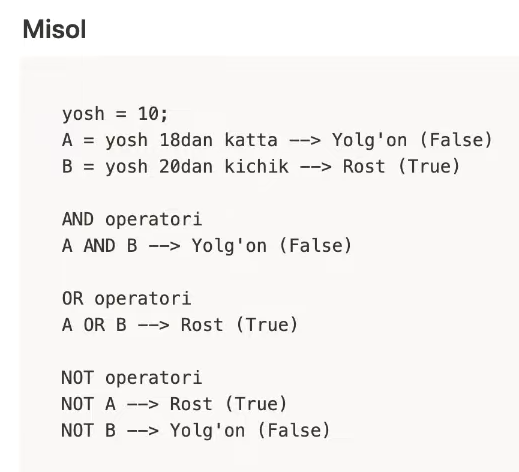 Misol
yosh = 10;
A = yosh 18dan katta --> Yolg'on (False)
B = yosh 20dan kichik --> Rost (True)
AND operatori
A AND B --> Yolg'on (False)
OR operatori
A OR B --> Rost (True)
NOT operatori
NOT A --> Rost (True)
NOT B --> Yolg'on (False)